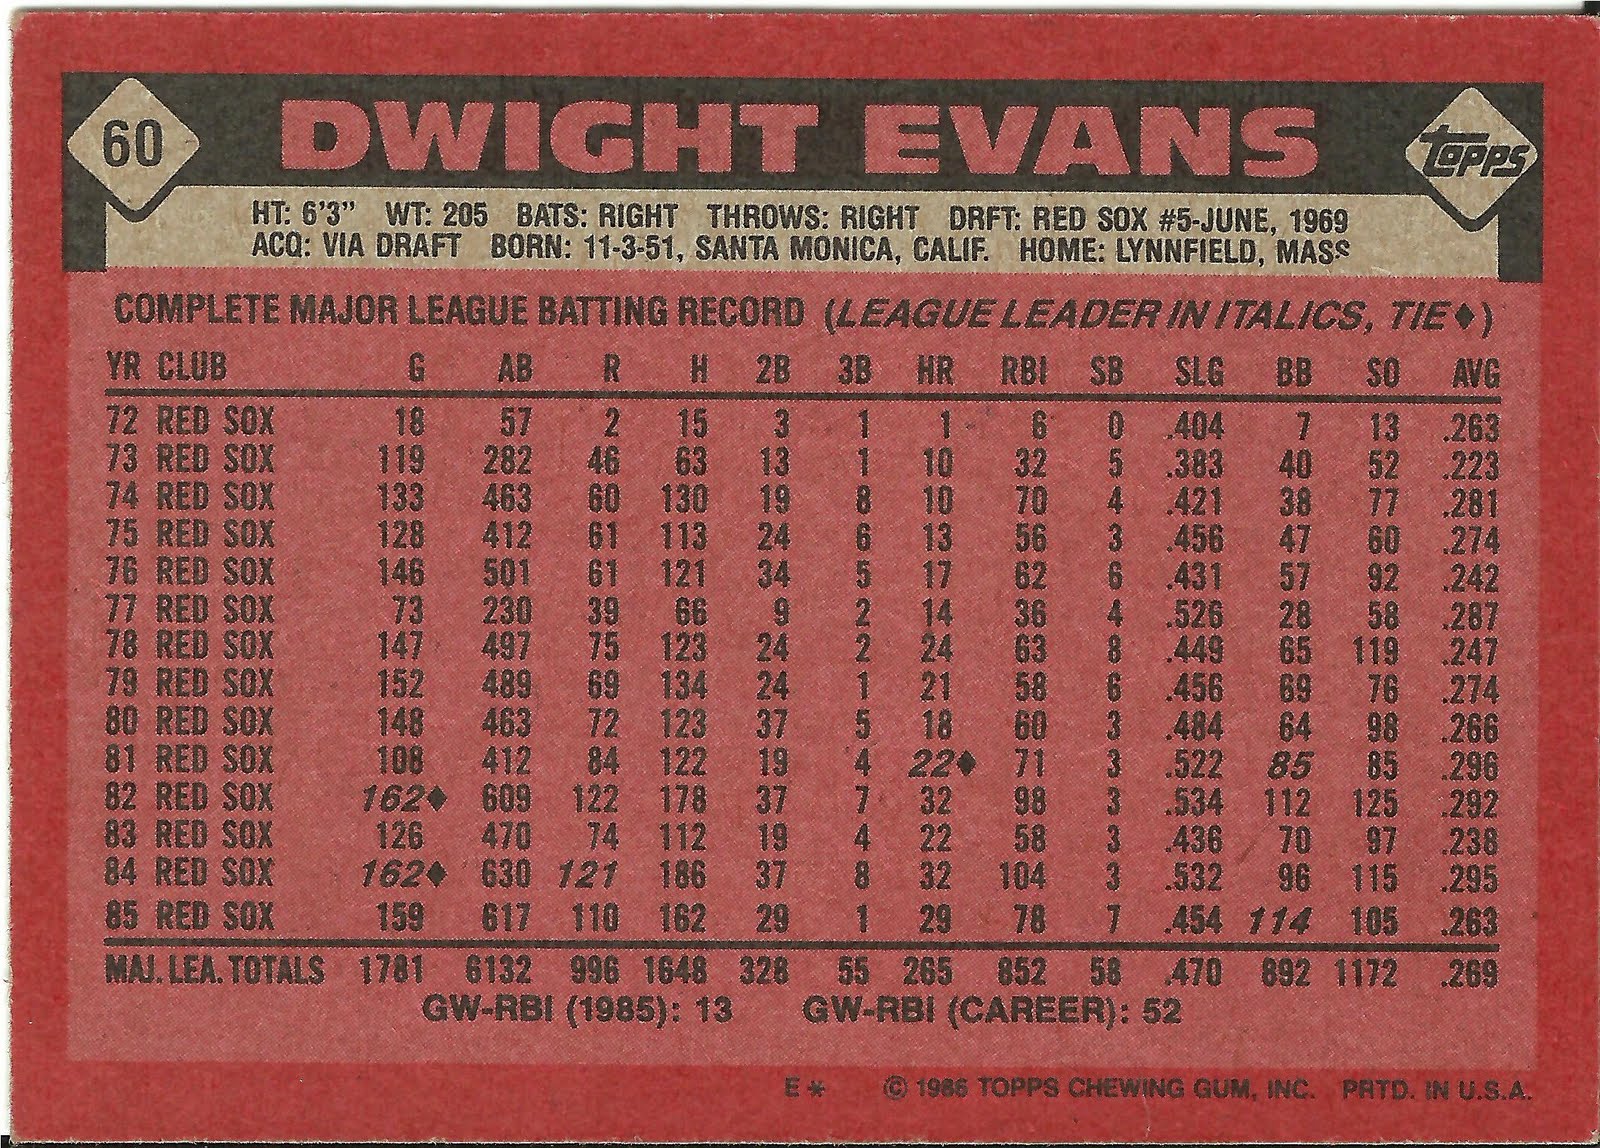 60 DWIGHT EVANS TOPPS
HT: 6'3" WT: 205 BATS: RIGHT THROWS: RIGHT DRFT: RED SOX #5-JUNE, 1969
ACQ: VIA DRAFT BORN: 11-3-51, SANTA MONICA, CALIF. HOME: LYNNFIELD, MASS
COMPLETE MAJOR LEAGUE BATTING RECORD (LEAGUE LEADER IN ITALICS, TIE♦)
YR CLUB G AB R H 2B 3B HR RBI SB SLG BB SO AVG
72 RED SOX 18 57 2 15 3 1 1 6 0 .404 7 13 .263
73 RED SOX 119 282 46 63 13 1 10 32 5 .383 40 52 .223
74 RED SOX 133 463 60 130 19 8 10 70 4 .421 38 77 .281
75 RED SOX 128 412 61 113 24 6 13 56 3 .456 47 60 .274
76 RED SOX 146 501 61 121 34 5 17 62 6 .431 57 92 .242
77 RED SOX 73 230 39 66 9 2 14 36 4 .526 28 58 .287
78 RED SOX 147 497 75 123 24 2 24 63 8 .449 65 119 .247
79 RED SOX 152 489 69 134 24 1 21 58 6 .456 69 76 .274
80 RED SOX 148 463 72 123 37 5 18 60 3 .484 64 98 .266
81 RED SOX 108 412 84 122 19 4 22♦ 71 3 .522 85 85 .296
82 RED SOX 162♦ 609 122 178 37 7 32 98 3 .534 112 125 .292
83 RED SOX 126 470 74 112 19 4 22 58 3 .436 70 97 .238
84 RED SOX 162♦ 630 121 186 37 8 32 104 3 .532 96 115 .295
85 RED SOX 159 617 110 162 29 1 29 78 7 .454 114 105 .263
MAJ. LEA. TOTALS 1781 6132 996 1648 328 55 265 852 58 .470 892 1172 .269
GW-RBI (1985): 13 GW-RBI (CAREER): 52
E* © 1986 TOPPS CHEWING GUM, INC. PRTD. IN U.S.A.